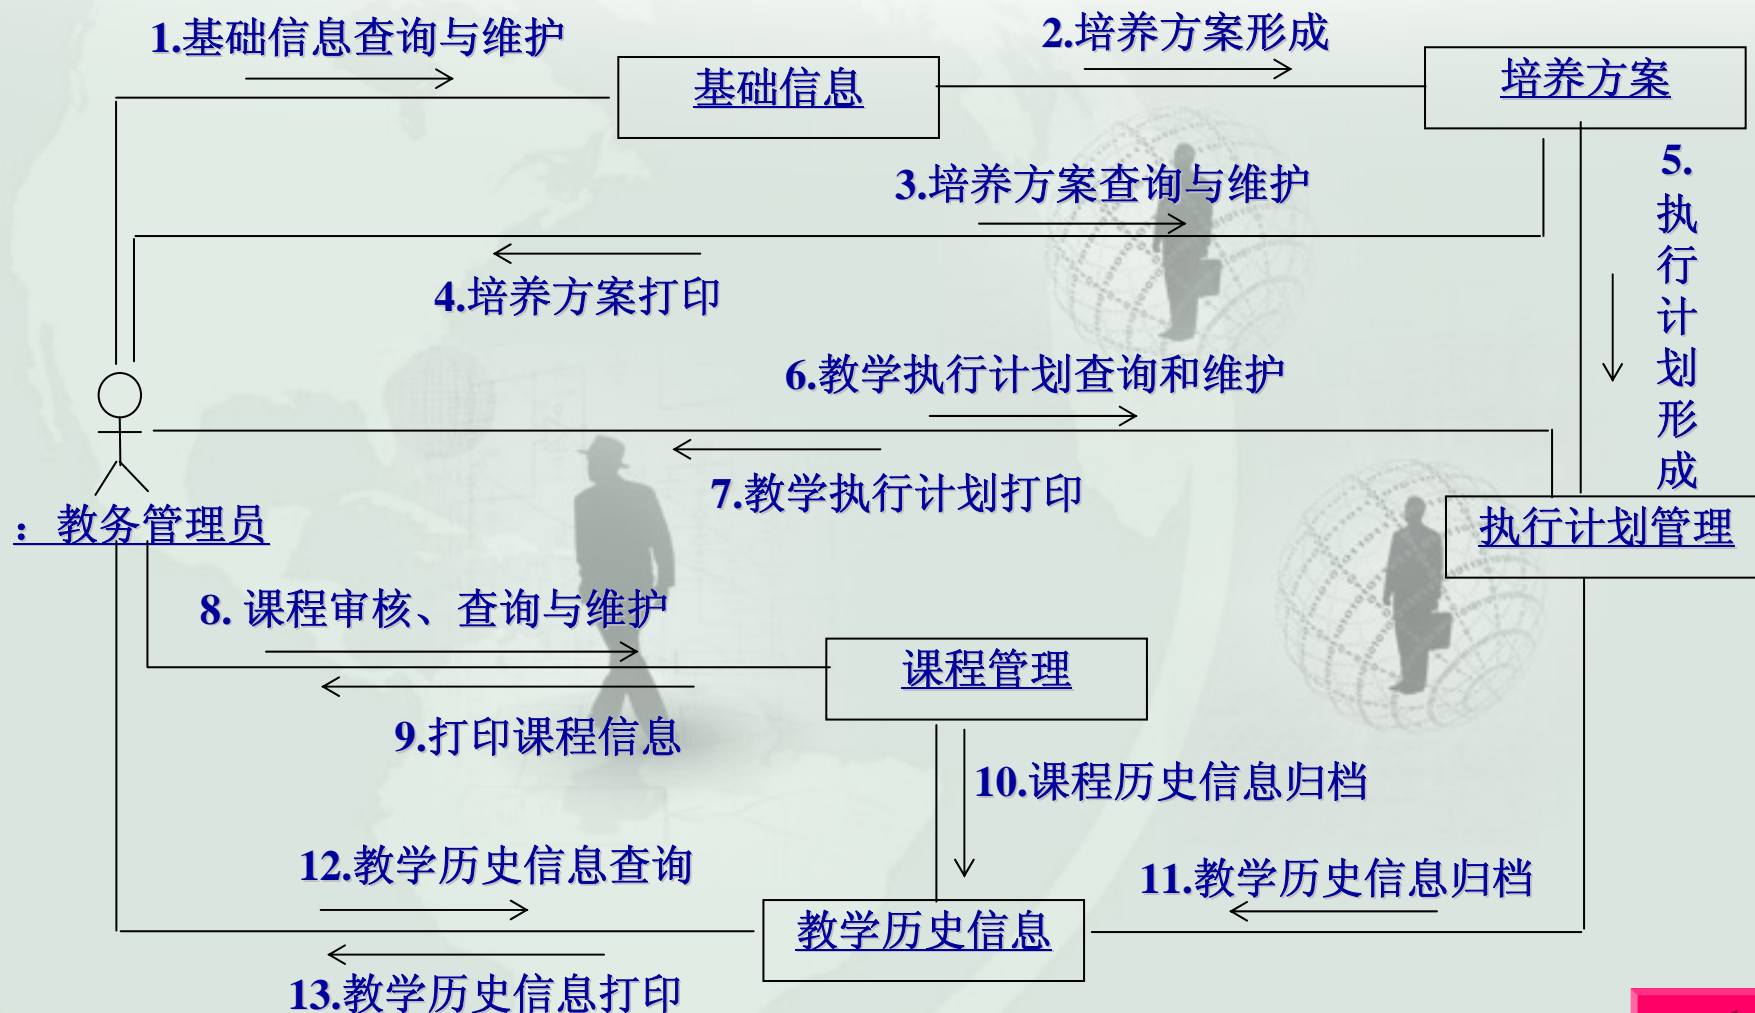 1.基础信息查询与维护
2.培养方案形成
基础信息
培养方案
3.培养方案查询与维护
4.培养方案打印
5.
执
行
计
划
形
成
6.教学执行计划查询和维护
7.教学执行计划打印
：教务管理员
执行计划管理
8. 课程审核、查询与维护
课程管理
9.打印课程信息
10.课程历史信息归档
12.教学历史信息查询
11.教学历史信息归档
教学历史信息
13.教学历史信息打印